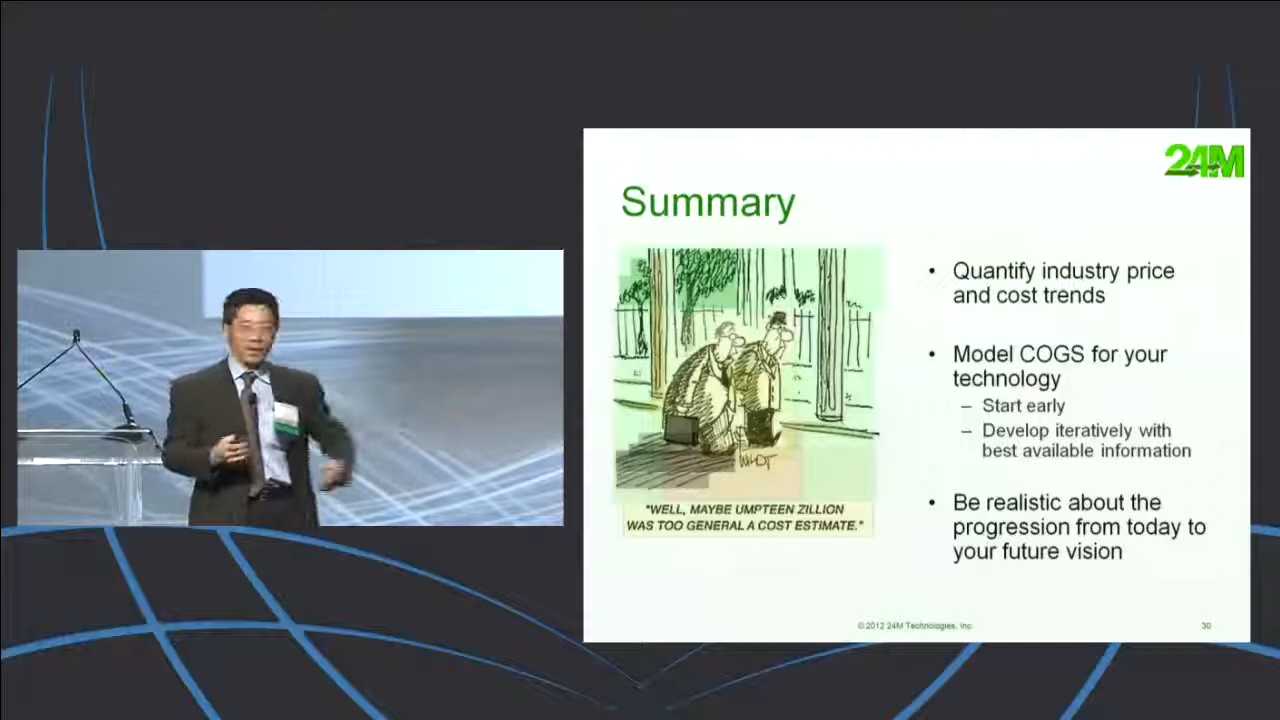 24M
Summary
• Quantify industry price
and cost trends
• Model COGS for your
technology
– Start early
– Develop iteratively with
best available information
• Be realistic about the
progression from today to
your future vision
"WELL, MAYBE UMPTEEN ZILLION
WAS TOO GENERAL A COST ESTIMATE."
© 2012 24M Technologies, Inc.
30